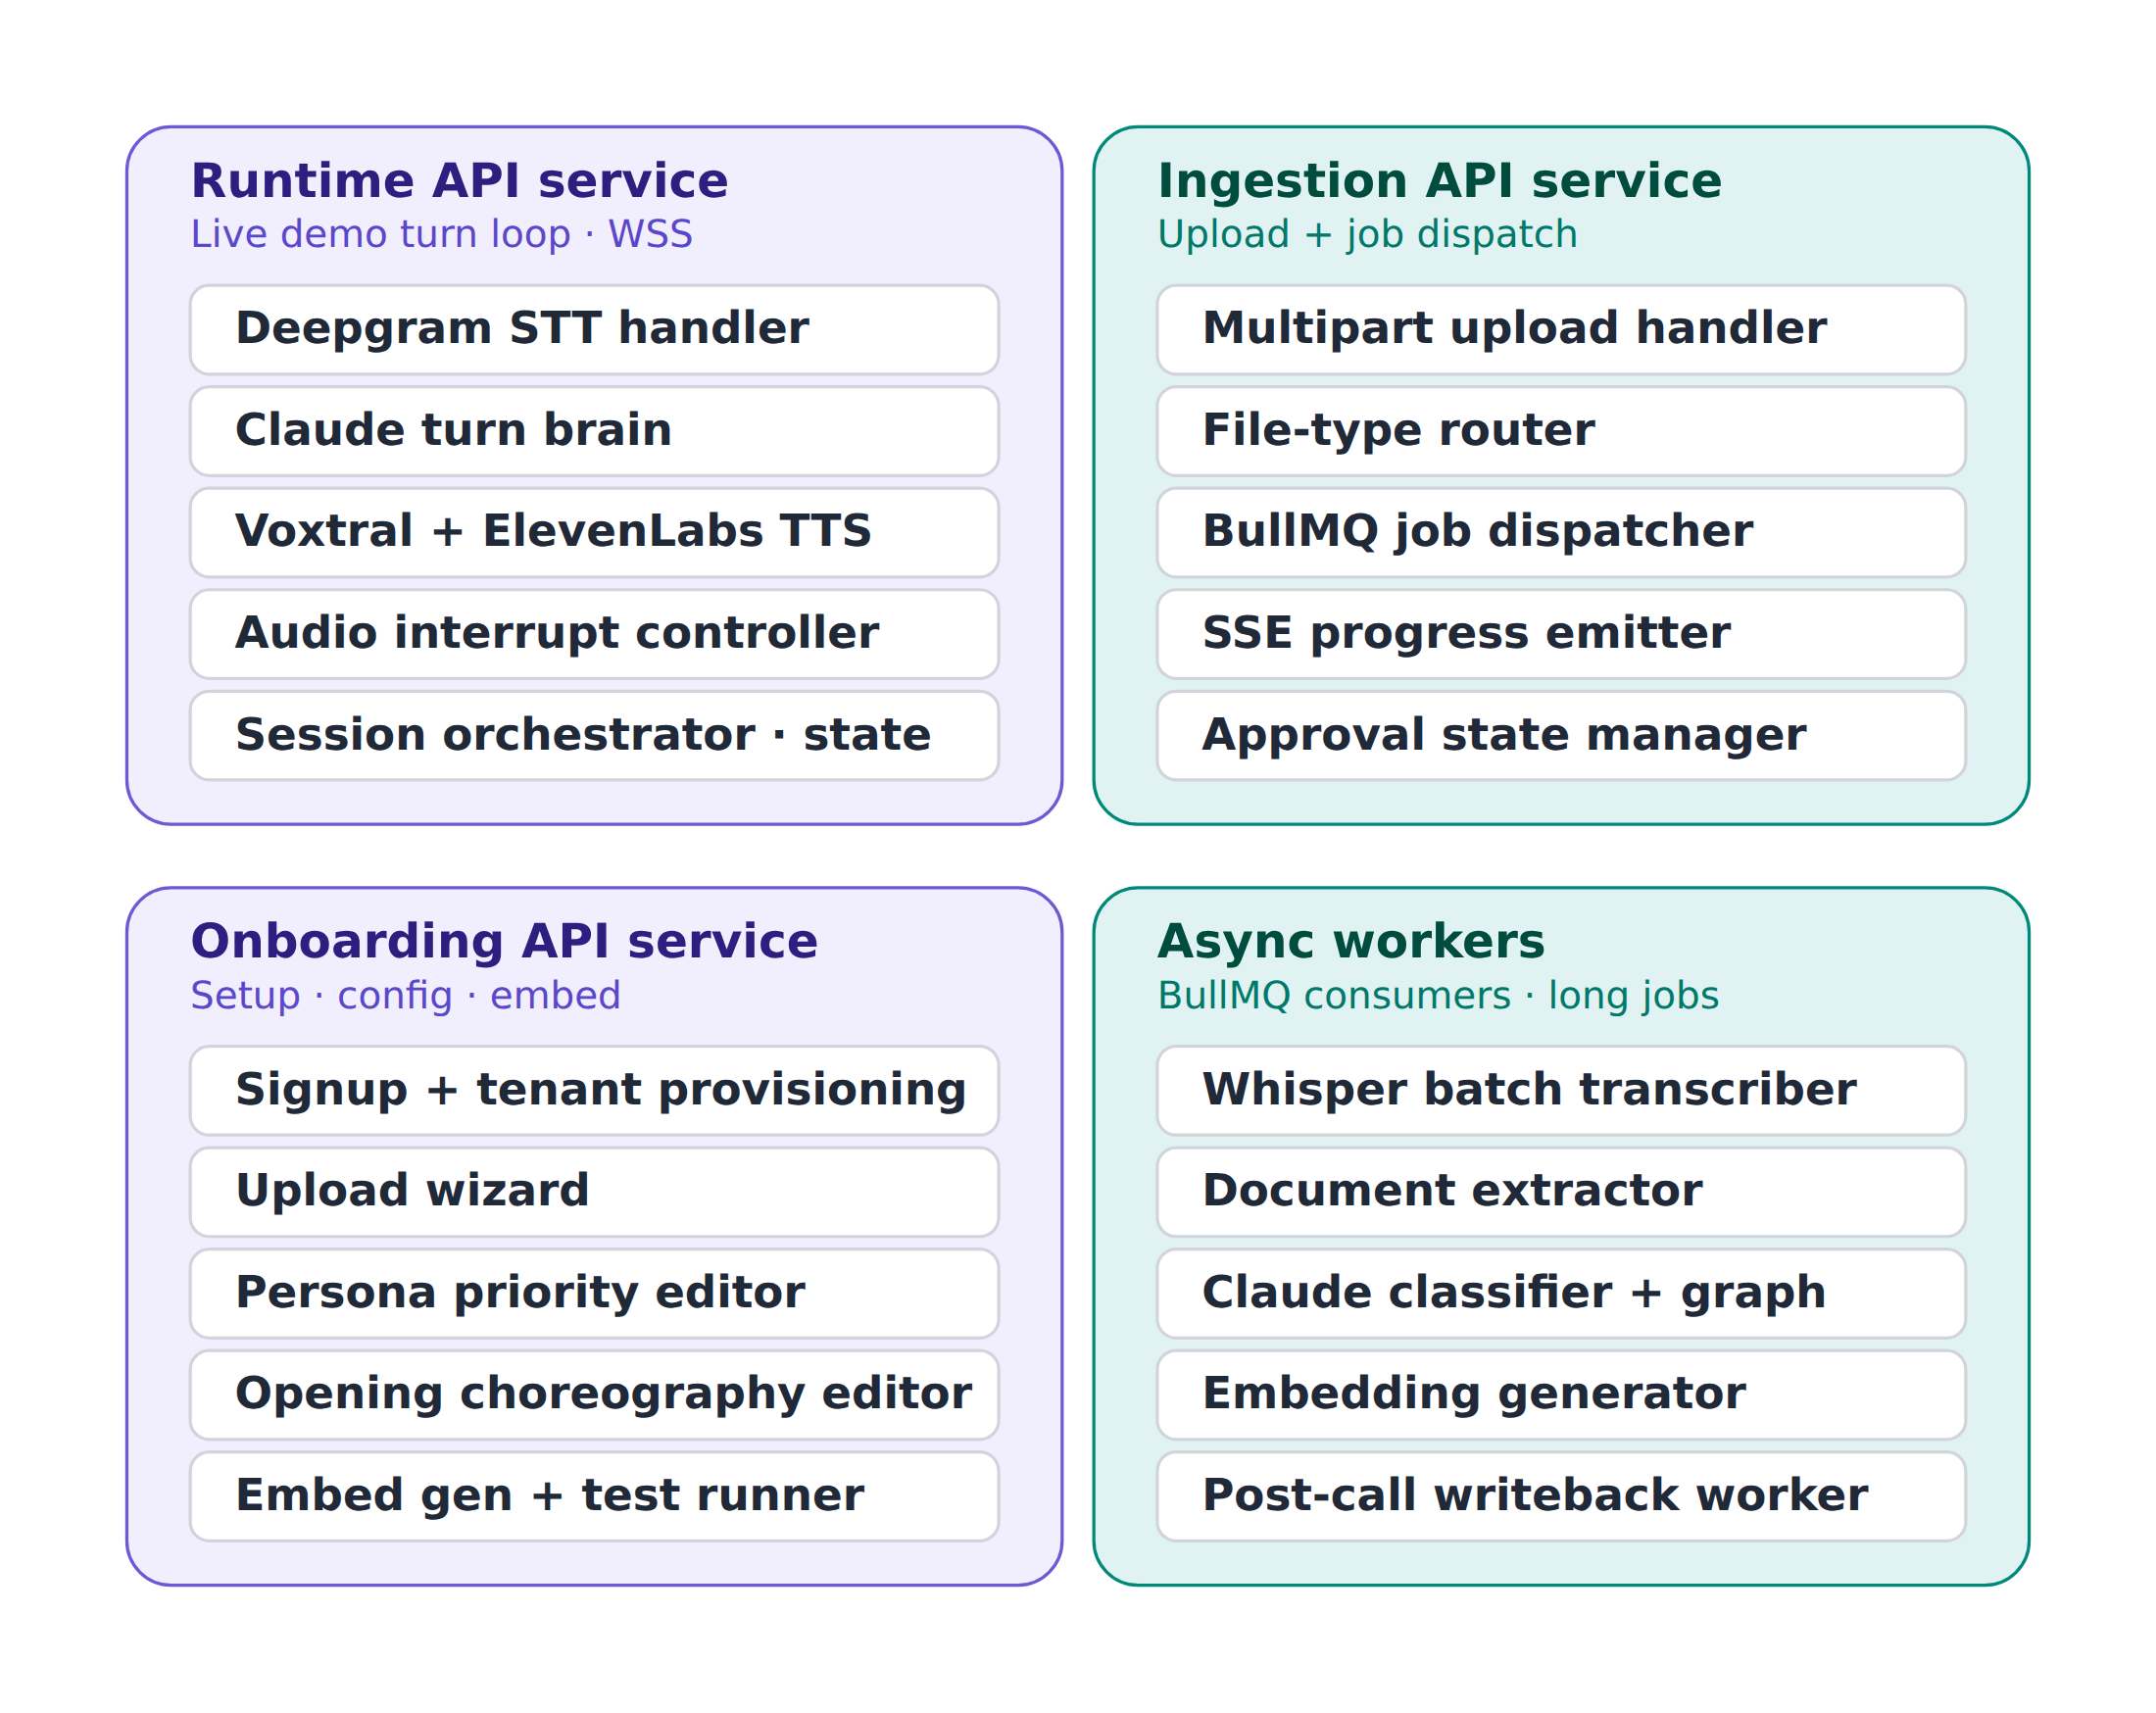 Runtime API service
Live demo turn loop · WSS
Deepgram STT handler
Claude turn brain
Voxtral + ElevenLabs TTS
Audio interrupt controller
Session orchestrator · state
Ingestion API service
Upload + job dispatch
Multipart upload handler
File-type router
BullMQ job dispatcher
SSE progress emitter
Approval state manager
Onboarding API service
Setup · config · embed
Signup + tenant provisioning
Upload wizard
Persona priority editor
Opening choreography editor
Embed gen + test runner
Async workers
BullMQ consumers · long jobs
Whisper batch transcriber
Document extractor
Claude classifier + graph
Embedding generator
Post-call writeback worker